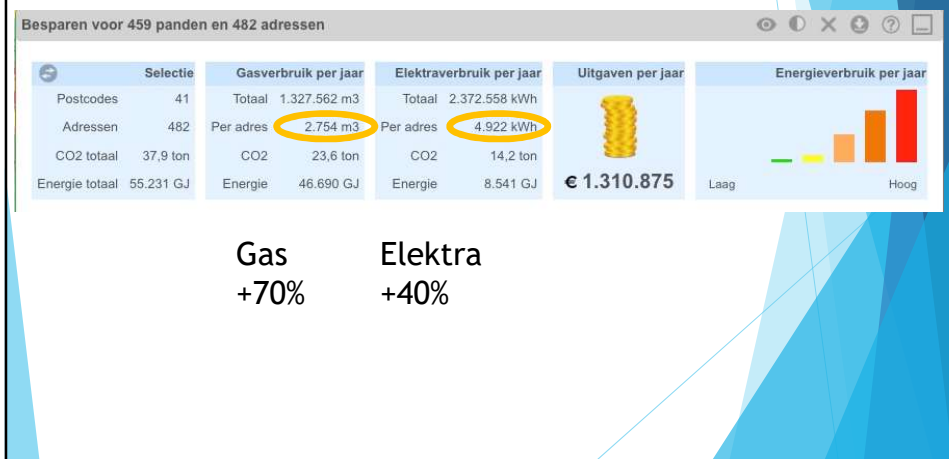 Besparen voor 459 panden en 482 adressen
Selectie
Postcodes 41
Adressen 482
CO2 totaal 37,9 ton
Energie totaal 55.231 GJ
Gasverbruik per jaar
Totaal 1.327.562 m3
Per adres 2.754 m3
CO2 23,6 ton
Energie 46.690 GJ
Elektraverbruik per jaar
Totaal 2.372.558 kWh
Per adres 4.922 kWh
CO2 14,2 ton
Energie 8.541 GJ
Uitgaven per jaar
€ 1.310.875
Energieverbruik per jaar
Laag Hoog
Gas Elektra
+70% +40%